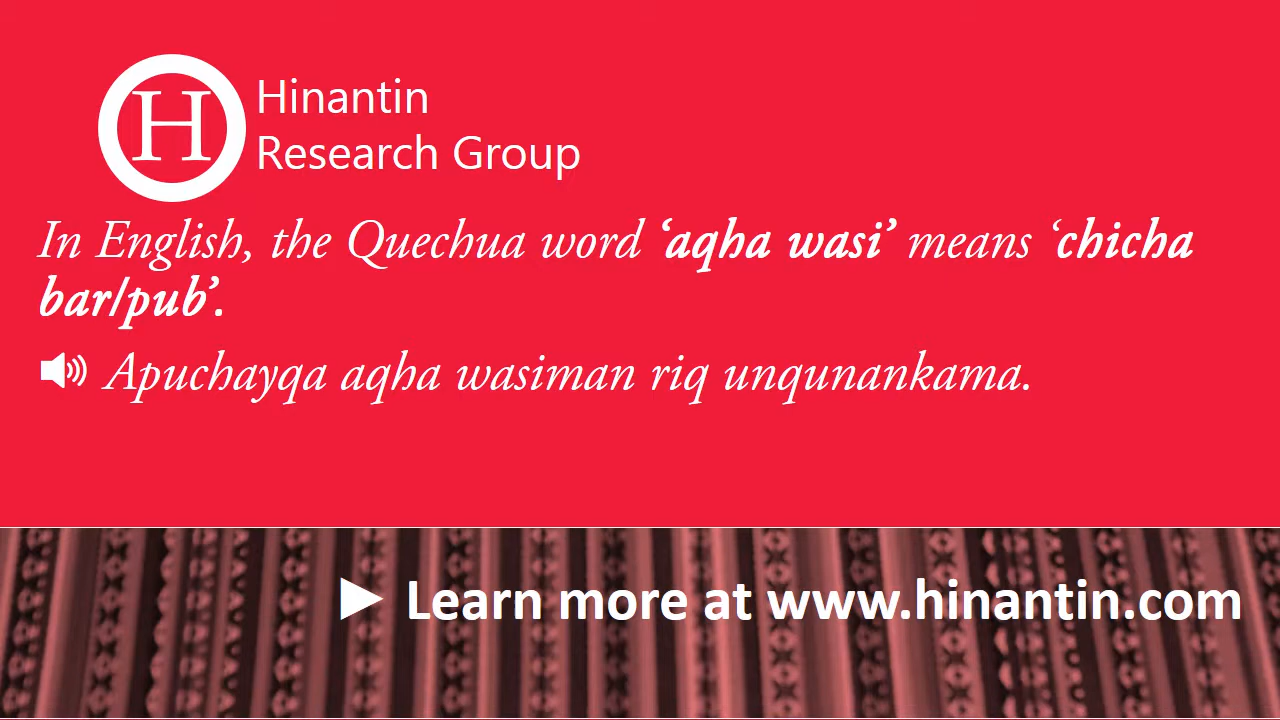 H
Hinantin
Research Group
In English, the Quechua word ‘aqha wasi’ means ‘chicha
bar/pub’.
Apuchayqa aqha wasiman riq unqunankama.
Learn more at www.hinantin.com